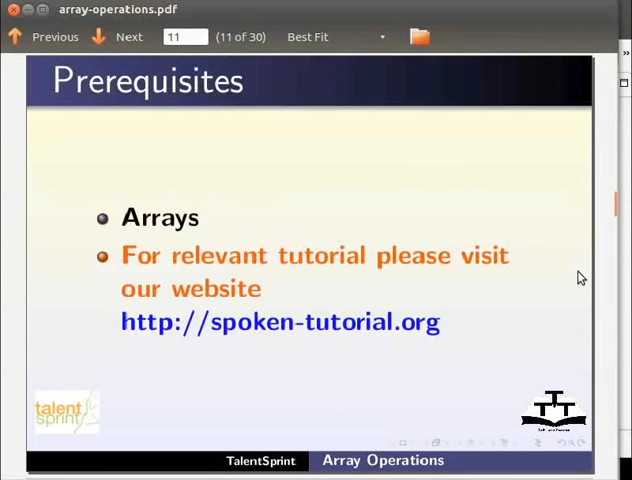 array-operations.pdf
Previous Next 11 (11 of 30) Best Fit
Prerequisites
Arrays
For relevant tutorial please visit
our website
http://spoken-tutorial.org
talent
sprint
TTT
TalentSprint Array Operations